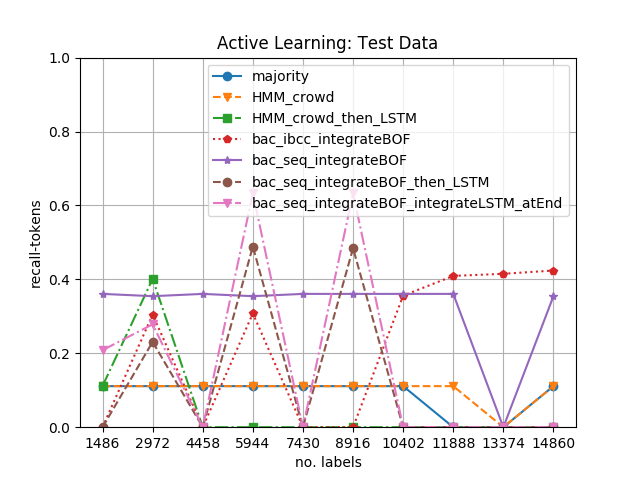 Active Learning: Test Data
1.0
0.8
0.6
0.4
0.2
0.0
recall-tokens
majority
HMM_crowd
HMM_crowd_then_LSTM
bac_ibcc_integrateBOF
bac_seq_integrateBOF
bac_seq_integrateBOF_then_LSTM
bac_seq_integrateBOF_integrateLSTM_atEnd
1486 2972 4458 5944 7430 8916 10402 11888 13374 14860
no. labels